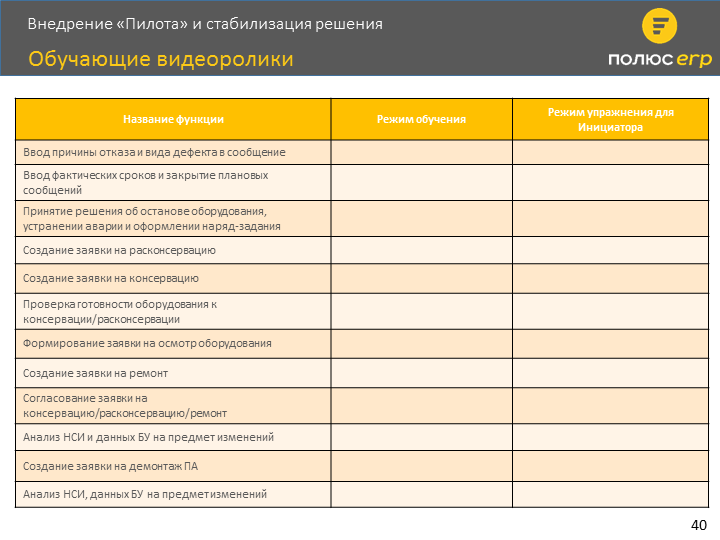 Внедрение «Пилота» и стабилизация решения
Обучающие видеоролики
ПОЛЮС erp
Название функции
Режим обучения
Режим упражнения для
Инициатора
Ввод причины отказа и вида дефекта в сообщение
Ввод фактических сроков и закрытие плановых
сообщений
Принятие решения об останове оборудования,
устранении аварии и оформлении наряд-задания
Создание заявки на расконсервацию
Создание заявки на консервацию
Проверка готовности оборудования к
консервации/расконсервации
Формирование заявки на осмотр оборудования
Создание заявки на ремонт
Согласование заявки на
консервацию/расконсервацию/ремонт
Анализ НСИ и данных БУ на предмет изменений
Создание заявки на демонтаж ПА
Анализ НСИ, данных БУ на предмет изменений
40